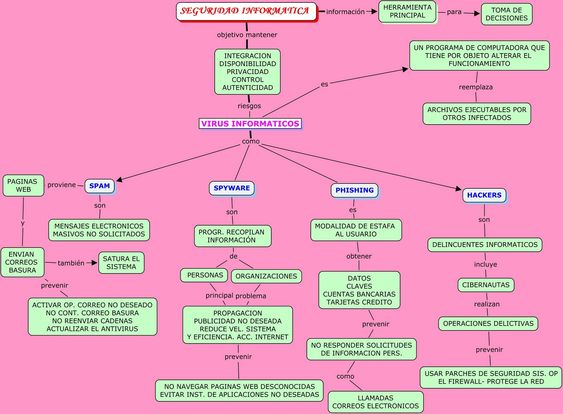 SEGURIDAD INFORMATICA
información
HERRAMIENTA
PRINCIPAL
para
TOMA DE
DECISIONES
objetivo mantener
INTEGRACION
DISPONIBILIDAD
PRIVACIDAD
CONTROL
AUTENTICIDAD
riesgos
VIRUS INFORMATICOS
es
UN PROGRAMA DE COMPUTADORA QUE
TIENE POR OBJETO ALTERAR EL
FUNCIONAMIENTO
reemplaza
ARCHIVOS EJECUTABLES POR
OTROS INFECTADOS
como
SPAM
proviene
PAGINAS
WEB
son
MENSAJES ELECTRONICOS
MASIVOS NO SOLICITADOS
y
ENVIAN
CORREOS
BASURA
también
SATURA EL
SISTEMA
prevenir
ACTIVAR OP. CORREO NO DESEADO
NO CONT. CORREO BASURA
NO REENVIAR CADENAS
ACTUALIZAR EL ANTIVIRUS
SPYWARE
son
PROGR. RECOPILAN
INFORMACIÓN
de
PERSONAS
ORGANIZACIONES
principal problema
PROPAGACION
PUBLICIDAD NO DESEADA
REDUCE VEL. SISTEMA
Y EFICIENCIA. ACC. INTERNET
prevenir
NO NAVEGAR PAGINAS WEB DESCONOCIDAS
EVITAR INST. DE APLICACIONES NO DESEADAS
PHISHING
es
MODALIDAD DE ESTAFA
AL USUARIO
obtener
DATOS
CLAVES
CUENTAS BANCARIAS
TARJETAS CREDITO
prevenir
NO RESPONDER SOLICITUDES
DE INFORMACION PERS.
como
LLAMADAS
CORREOS ELECTRONICOS
HACKERS
son
DELINCUENTES INFORMATICOS
incluye
CIBERNAUTAS
realizan
OPERACIONES DELICTIVAS
prevenir
USAR PARCHES DE SEGURIDAD SIS. OP
EL FIREWALL- PROTEGE LA RED